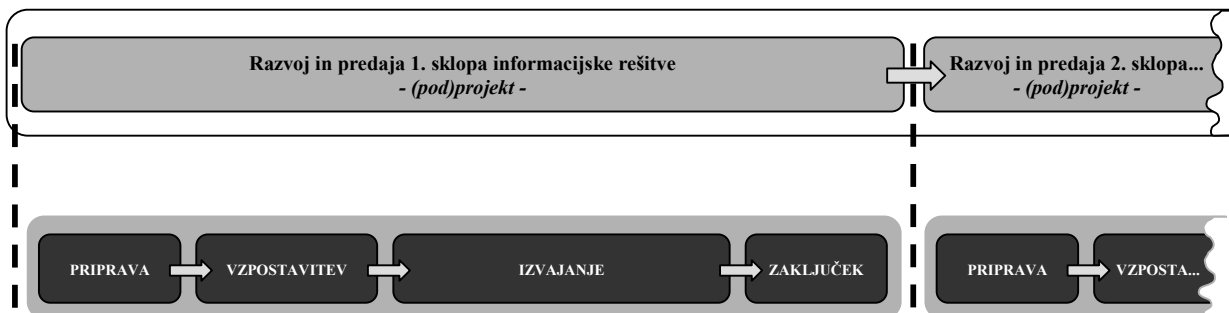 Razvoj in predaja 1. sklopa informacijske rešitve
- (pod)projekt -
Razvoj in predaja 2. sklopa...
- (pod)projekt -
PRIPRAVA
VZPOSTAVITEV
IZVAJANJE
ZAKLJUČEK
PRIPRAVA
VZPOSTA...